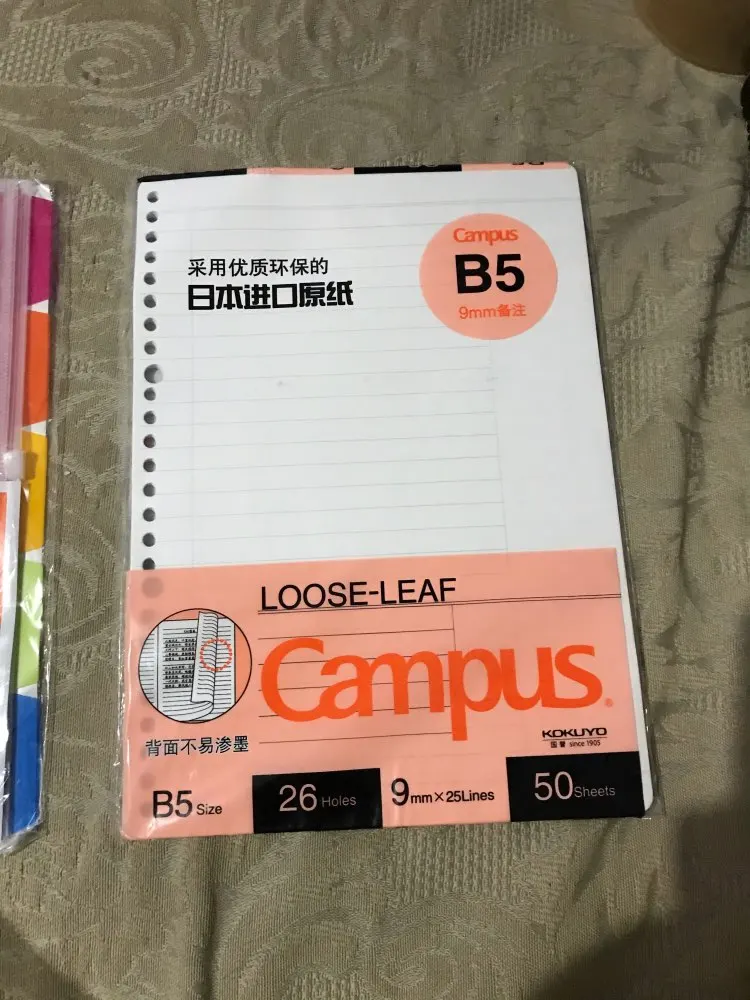 采用优质环保的
日本进口原纸
Campus
B5
9mm备注
LOOSE-LEAF
Campus®
KOKUYO
国誉 since 1905
背面不易渗墨
B5 Size
26 Holes
9mm×25Lines
50 Sheets